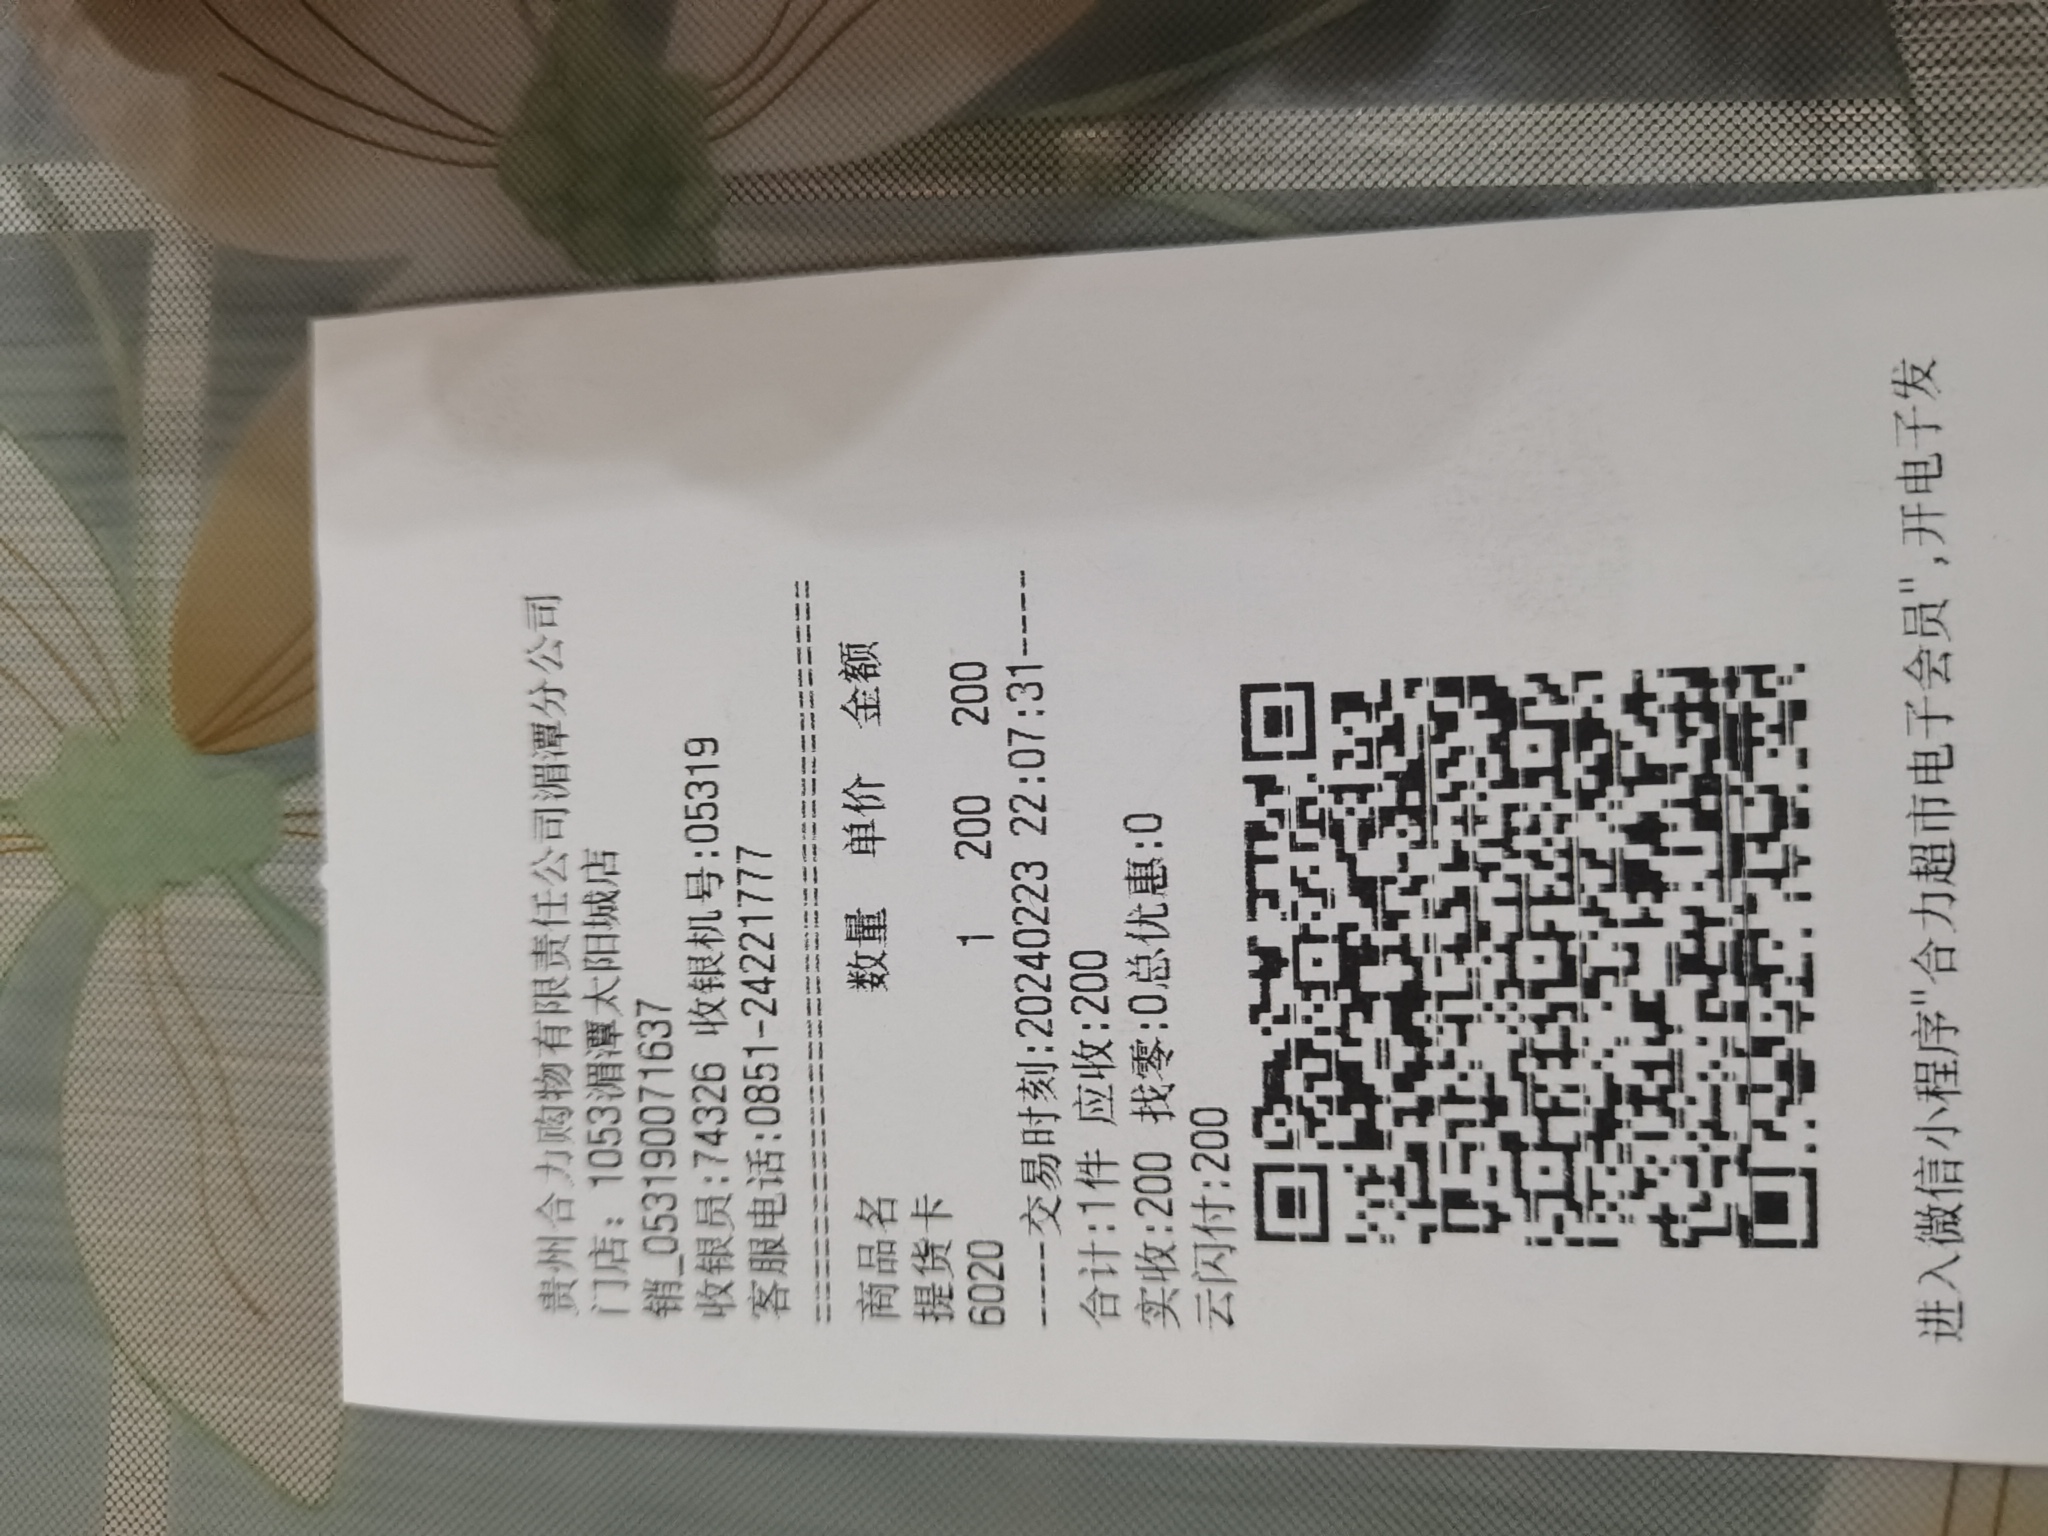 贵州合力购物有限责任公司湄潭分公司
门店：1053湄潭太阳城店
销_053190071637
收银员:74326 收银机号:05319
客服电话:0851-24221777
================================
商品名 数量 单价 金额
提货卡
6020 1 200 200
----交易时刻:20240223 22:07:31-----
合计:1件 应收:200
实收:200 找零:0总优惠:0
云闪付:200
进入微信小程序"合力超市电子会员",开电子发